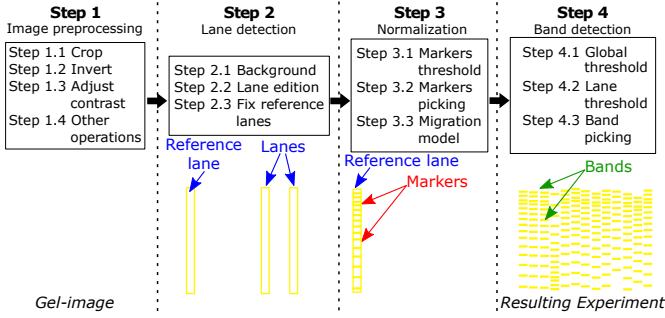 Step 1
Image preprocessing
Step 1.1 Crop
Step 1.2 Invert
Step 1.3 Adjust
contrast
Step 1.4 Other
operations
Gel-image
Step 2
Lane detection
Step 2.1 Background
Step 2.2 Lane edition
Step 2.3 Fix reference
lanes
Reference
lane
Lanes
Step 3
Normalization
Step 3.1 Markers
threshold
Step 3.2 Markers
picking
Step 3.3 Migration
model
Reference lane
Markers
Step 4
Band detection
Step 4.1 Global
threshold
Step 4.2 Lane
threshold
Step 4.3 Band
picking
Bands
Resulting Experiment